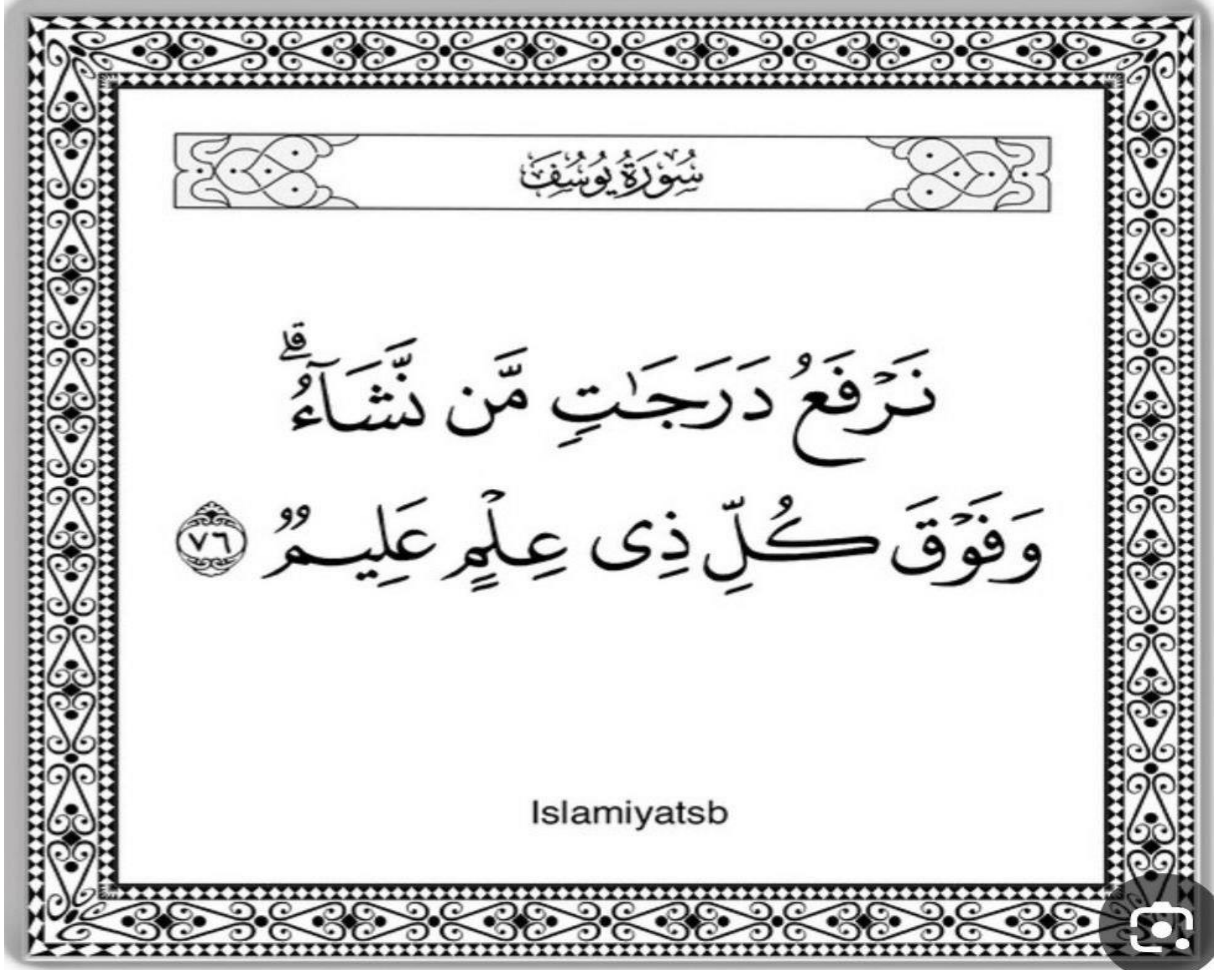 سُورَةُ يُوسُفَ
نَرۡفَعُ دَرَجَٰتٍ مَّن نَّشَآءُۗ
وَفَوۡقَ كُلِّ ذِى عِلۡمٍ عَلِيمٌ ٧٦
Islamiyatsb